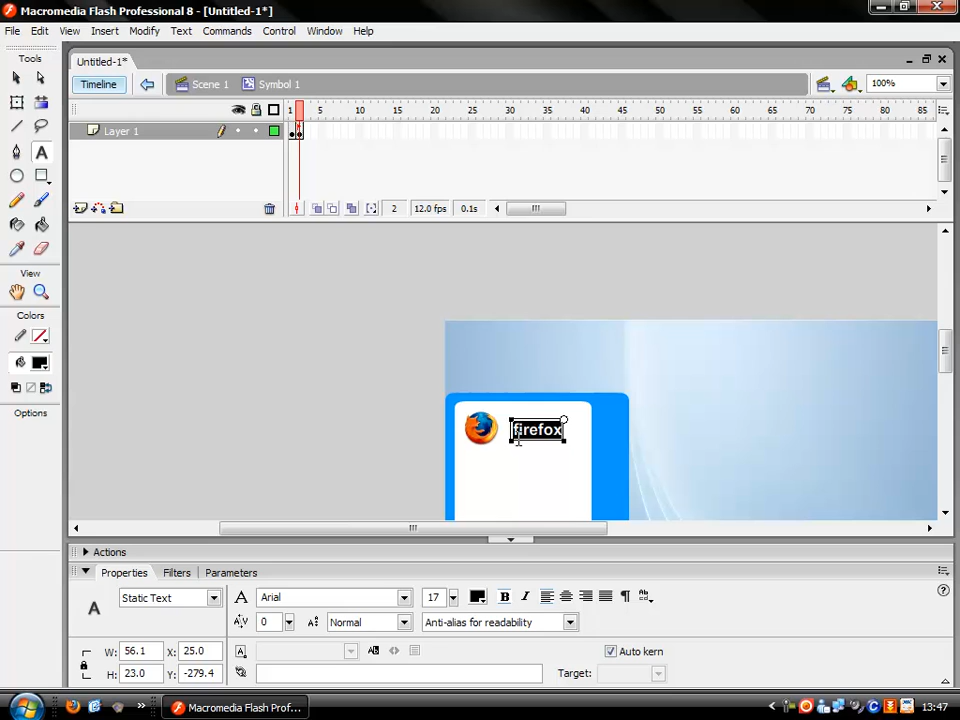 Macromedia Flash Professional 8 - [Untitled-1*]
File Edit View Insert Modify Text Commands Control Window Help
Tools
Untitled-1*
Timeline Scene 1 Symbol 1 100%
1 5 10 15 20 25 30 35 40 45 50 55 60 65 70 75 80 85
Layer 1
2 12.0 fps 0.1s
View
Colors
Options
firefox
Actions
Properties Filters Parameters
A Static Text A Arial 17 B I
A/V 0 Normal Anti-alias for readability
W: 56.1 X: 25.0 Auto kern
H: 23.0 Y: -279.4 Target:
Macromedia Flash Prof... 13:47